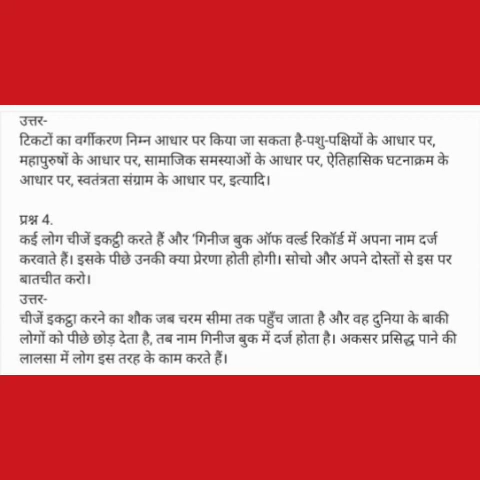 उत्तर-
टिकटों का वर्गीकरण निम्न आधार पर किया जा सकता है-पशु-पक्षियों के आधार पर,
महापुरुषों के आधार पर, सामाजिक समस्याओं के आधार पर, ऐतिहासिक घटनाक्रम के
आधार पर, स्वतंत्रता संग्राम के आधार पर, इत्यादि।
प्रश्न 4.
कई लोग चीजें इकट्ठी करते हैं और ‘गिनीज बुक ऑफ वर्ल्ड रिकॉर्ड में अपना नाम दर्ज
करवाते हैं। इसके पीछे उनकी क्या प्रेरणा होती होगी। सोचो और अपने दोस्तों से इस पर
बातचीत करो।
उत्तर-
चीजें इकट्ठा करने का शौक जब चरम सीमा तक पहुँच जाता है और वह दुनिया के बाकी
लोगों को पीछे छोड़ देता है, तब नाम गिनीज बुक में दर्ज होता है। अकसर प्रसिद्ध पाने की
लालसा में लोग इस तरह के काम करते हैं।